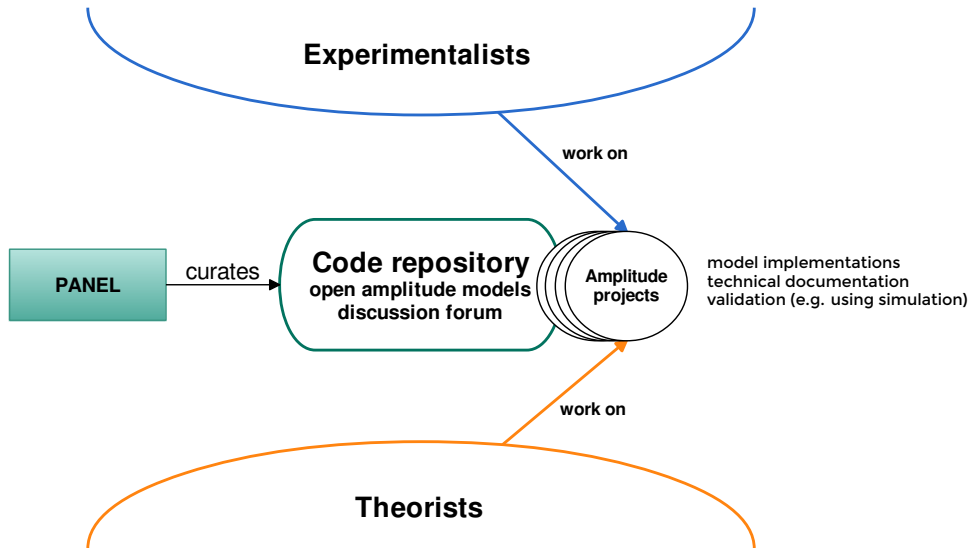 Experimentalists
work on
PANEL
curates
Code repository
open amplitude models
discussion forum
Amplitude
projects
model implementations
technical documentation
validation (e.g. using simulation)
work on
Theorists